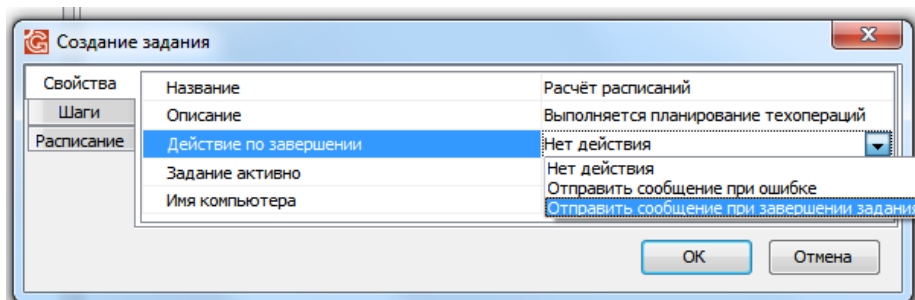 Создание задания
Свойства
Шаги
Расписание
Название Расчёт расписаний
Описание Выполняется планирование техопераций
Действие по завершении Нет действия
Задание активно Нет действия
Отправить сообщение при ошибке
Имя компьютера Отправить сообщение при завершении задания
OK Отмена